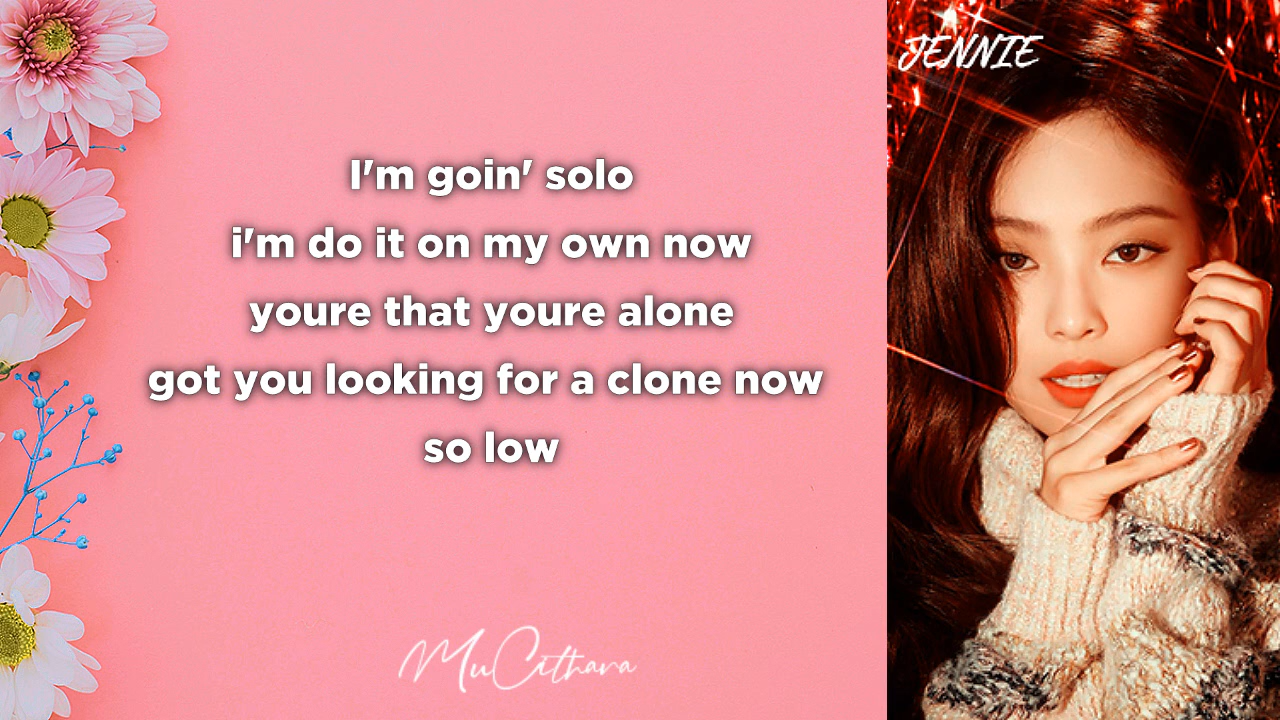 JENNIE
I'm goin' solo
i'm do it on my own now
youre that youre alone
got you looking for a clone now
so low
MuCithara